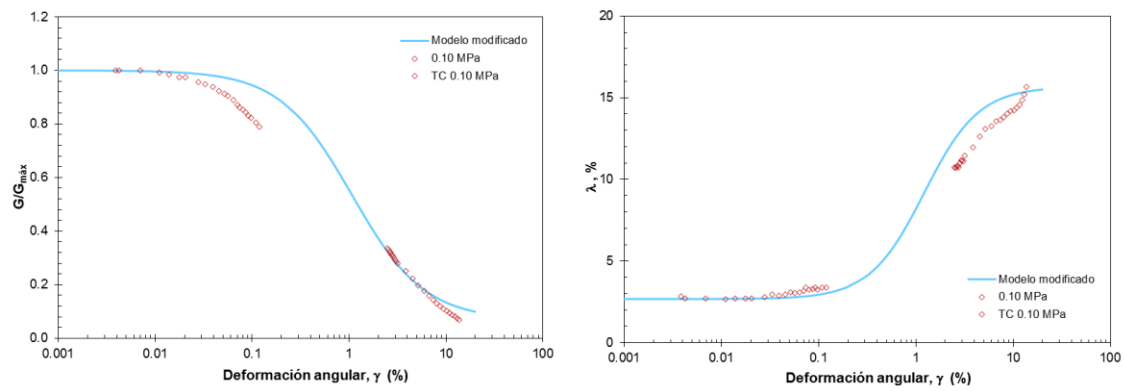 1.2
1.0
0.8
0.6
0.4
0.2
0.0
G/Gmáx
0.001 0.01 0.1 1 10 100
Deformación angular, γ (%)
Modelo modificado
0.10 MPa
TC 0.10 MPa
20
15
10
5
0
λ, %
0.001 0.01 0.1 1 10 100
Deformación angular, γ (%)
Modelo modificado
0.10 MPa
TC 0.10 MPa